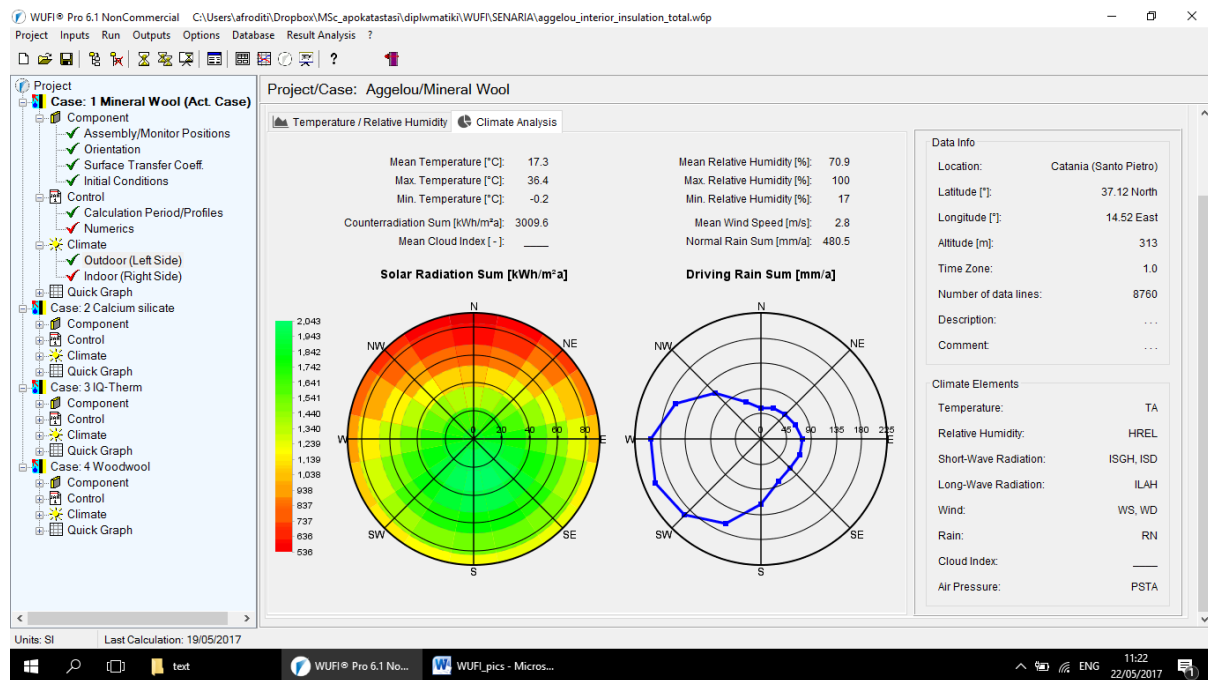 WUFI® Pro 6.1 NonCommercial C:\Users\afroditi\Dropbox\MSc_apokatastasi\diplwmatiki\WUFI\SENARIA\aggelou_interior_insulation_total.w6p
Project Inputs Run Outputs Options Database Result Analysis ?
Project
Case: 1 Mineral Wool (Act. Case)
Component
Assembly/Monitor Positions
Orientation
Surface Transfer Coeff.
Initial Conditions
Control
Calculation Period/Profiles
Numerics
Climate
Outdoor (Left Side)
Indoor (Right Side)
Quick Graph
Case: 2 Calcium silicate
Component
Control
Climate
Quick Graph
Case: 3 IQ-Therm
Component
Control
Climate
Quick Graph
Case: 4 Woodwool
Component
Control
Climate
Quick Graph
Project/Case: Aggelou/Mineral Wool
Temperature / Relative Humidity Climate Analysis
Mean Temperature [°C]: 17.3
Max. Temperature [°C]: 36.4
Min. Temperature [°C]: -0.2
Counterradiation Sum [kWh/m²a]: 3009.6
Mean Cloud Index [ - ]: ____
Mean Relative Humidity [%]: 70.9
Max. Relative Humidity [%]: 100
Min. Relative Humidity [%]: 17
Mean Wind Speed [m/s]: 2.8
Normal Rain Sum [mm/a]: 480.5
Solar Radiation Sum [kWh/m²a]
2,043
1,943
1,842
1,742
1,641
1,541
1,440
1,340
1,239
1,139
1,038
938
837
737
636
536
N
NW NE
W 0 20 40 60 80 E
SW SE
S
Driving Rain Sum [mm/a]
N
NW NE
W 0 45 90 135 180 225 E
SW SE
S
Data Info
Location: Catania (Santo Pietro)
Latitude [°]: 37.12 North
Longitude [°]: 14.52 East
Altitude [m]: 313
Time Zone: 1.0
Number of data lines: 8760
Description: ...
Comment: ...
Climate Elements
Temperature: TA
Relative Humidity: HREL
Short-Wave Radiation: ISGH, ISD
Long-Wave Radiation: ILAH
Wind: WS, WD
Rain: RN
Cloud Index: ____
Air Pressure: PSTA
Units: SI Last Calculation: 19/05/2017
text WUFI® Pro 6.1 No... WUFI_pics - Micros... ENG 11:22
22/05/2017 1